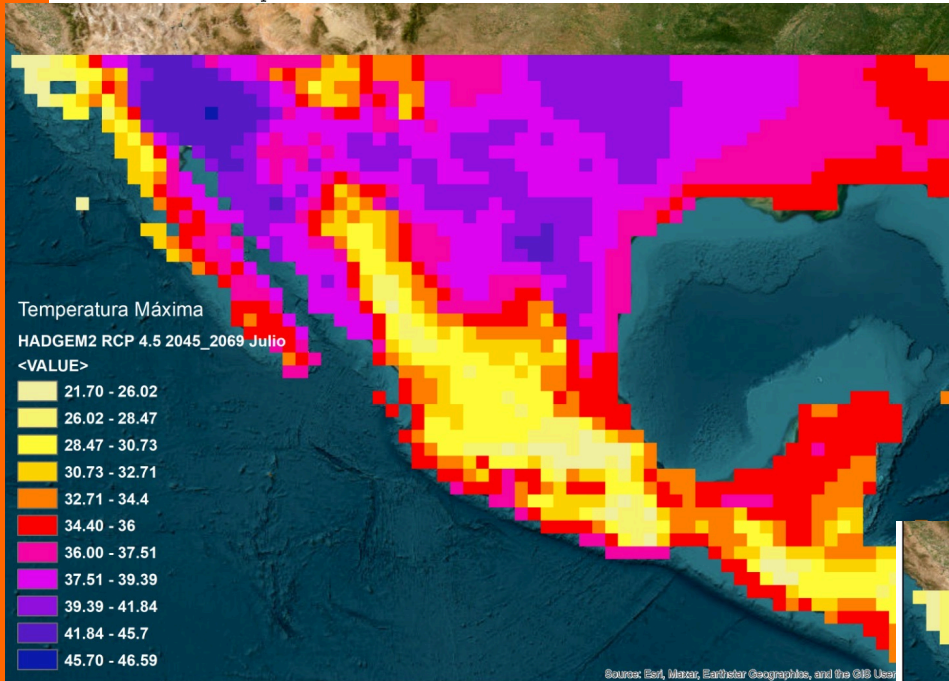 Temperatura Máxima
HADGEM2 RCP 4.5 2045_2069 Julio
<VALUE>
21.70 - 26.02
26.02 - 28.47
28.47 - 30.73
30.73 - 32.71
32.71 - 34.4
34.40 - 36
36.00 - 37.51
37.51 - 39.39
39.39 - 41.84
41.84 - 45.7
45.70 - 46.59
Source: Esri, Maxar, Earthstar Geographics, and the GIS User